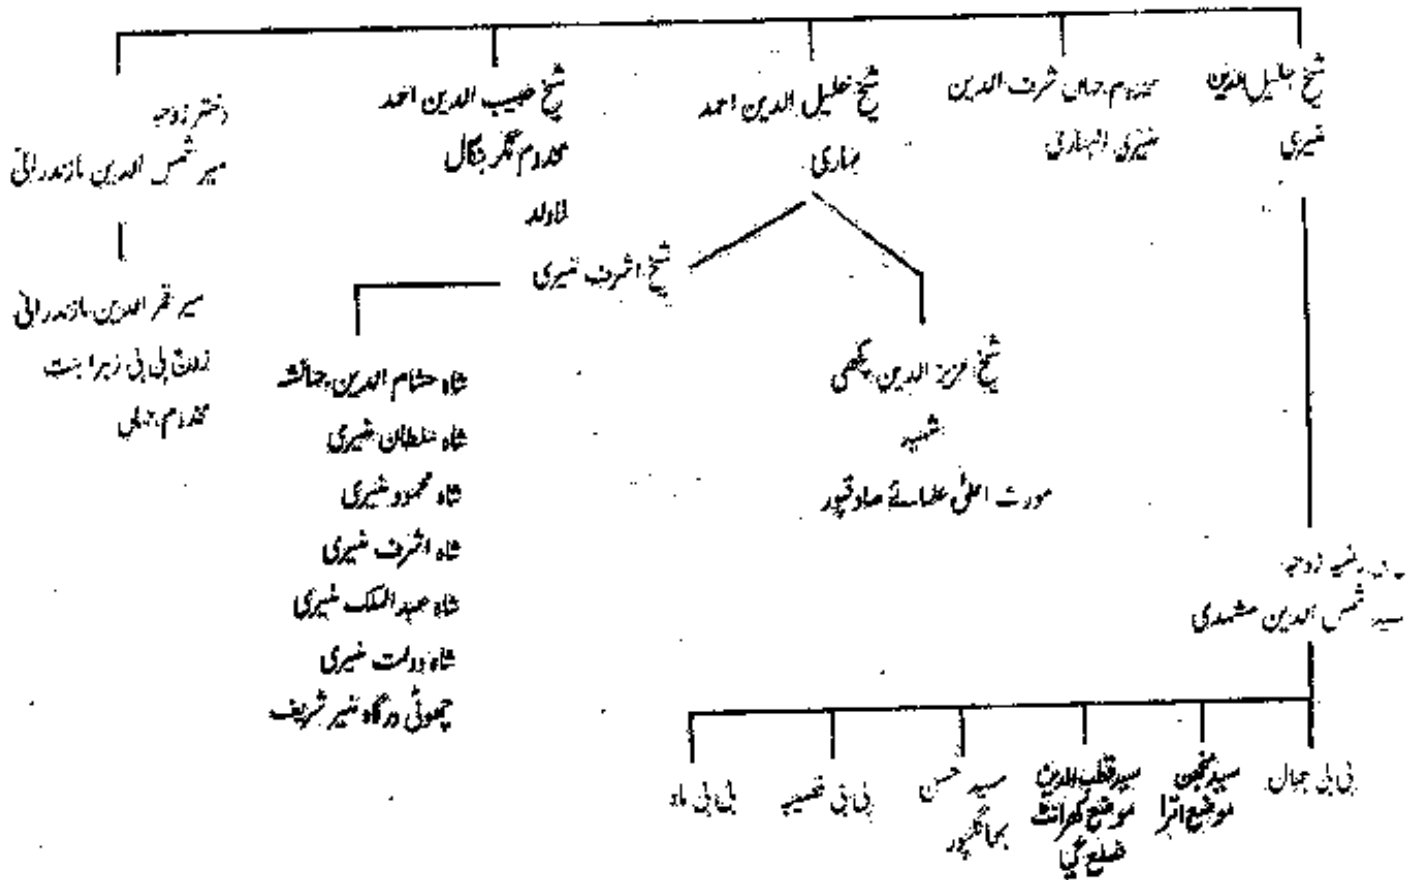 شیخ جلیل الدین
منیری
مخدوم جہاں شرف الدین
منیری البہاری
شیخ خلیل الدین احمد
بہاری
شیخ حبیب الدین احمد
مخدوم نگر بنگال
لاولد
دختر زوجہ
میر شمس الدین مازندرانی
میر قمر الدین مازندرانی
زوج بی بی زہرا بنت
مخدوم جہاں
شیخ اشرف منیری
شاہ حشام الدین
شاہ سلطان منیری
شاہ محمود منیری
شاہ اشرف منیری
شاہ عبد الملک منیری
شاہ دولت منیری
چھوٹی درگاہ منیر شریف
شیخ عزیز الدین پکھی
شہید
مورث اعلیٰ علمائے صادقپور
زوجہ
سید شمس الدین مشہدی
بی بی جمال
سید منجھن
موضع اترا
سید قطب الدین
موضع کھرانٹ
ضلع گیا
سید حسن
بھاگلپور
بی بی نفیسہ
بی بی ماہ